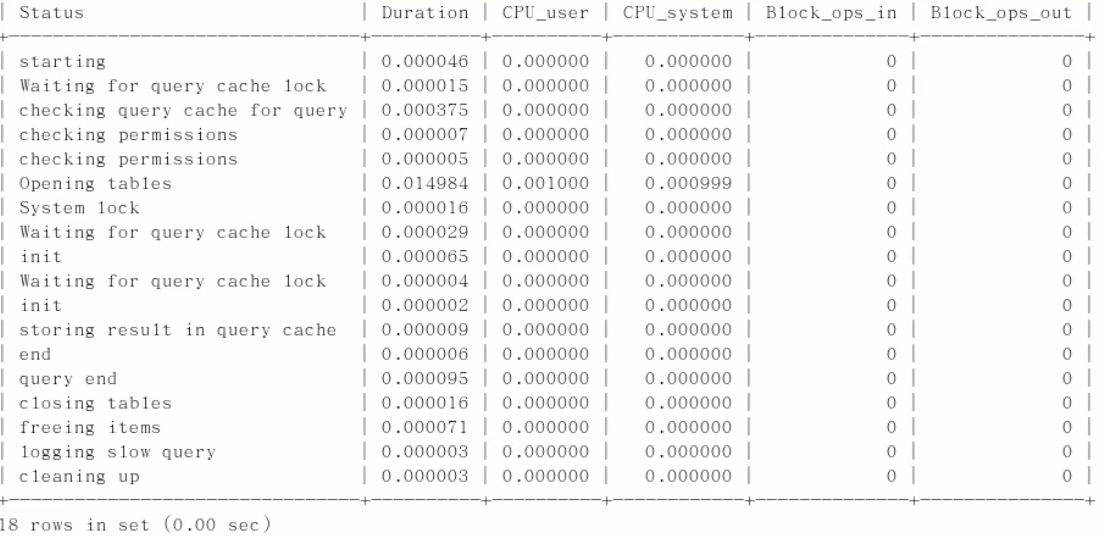 | Status | Duration | CPU_user | CPU_system | Block_ops_in | Block_ops_out |
| starting | 0.000046 | 0.000000 | 0.000000 | 0 | 0 |
| Waiting for query cache lock | 0.000015 | 0.000000 | 0.000000 | 0 | 0 |
| checking query cache for query | 0.000375 | 0.000000 | 0.000000 | 0 | 0 |
| checking permissions | 0.000007 | 0.000000 | 0.000000 | 0 | 0 |
| checking permissions | 0.000005 | 0.000000 | 0.000000 | 0 | 0 |
| Opening tables | 0.014984 | 0.001000 | 0.000999 | 0 | 0 |
| System lock | 0.000016 | 0.000000 | 0.000000 | 0 | 0 |
| Waiting for query cache lock | 0.000029 | 0.000000 | 0.000000 | 0 | 0 |
| init | 0.000065 | 0.000000 | 0.000000 | 0 | 0 |
| Waiting for query cache lock | 0.000004 | 0.000000 | 0.000000 | 0 | 0 |
| init | 0.000002 | 0.000000 | 0.000000 | 0 | 0 |
| storing result in query cache | 0.000009 | 0.000000 | 0.000000 | 0 | 0 |
| end | 0.000006 | 0.000000 | 0.000000 | 0 | 0 |
| query end | 0.000095 | 0.000000 | 0.000000 | 0 | 0 |
| closing tables | 0.000016 | 0.000000 | 0.000000 | 0 | 0 |
| freeing items | 0.000071 | 0.000000 | 0.000000 | 0 | 0 |
| logging slow query | 0.000003 | 0.000000 | 0.000000 | 0 | 0 |
| cleaning up | 0.000003 | 0.000000 | 0.000000 | 0 | 0 |
18 rows in set (0.00 sec)